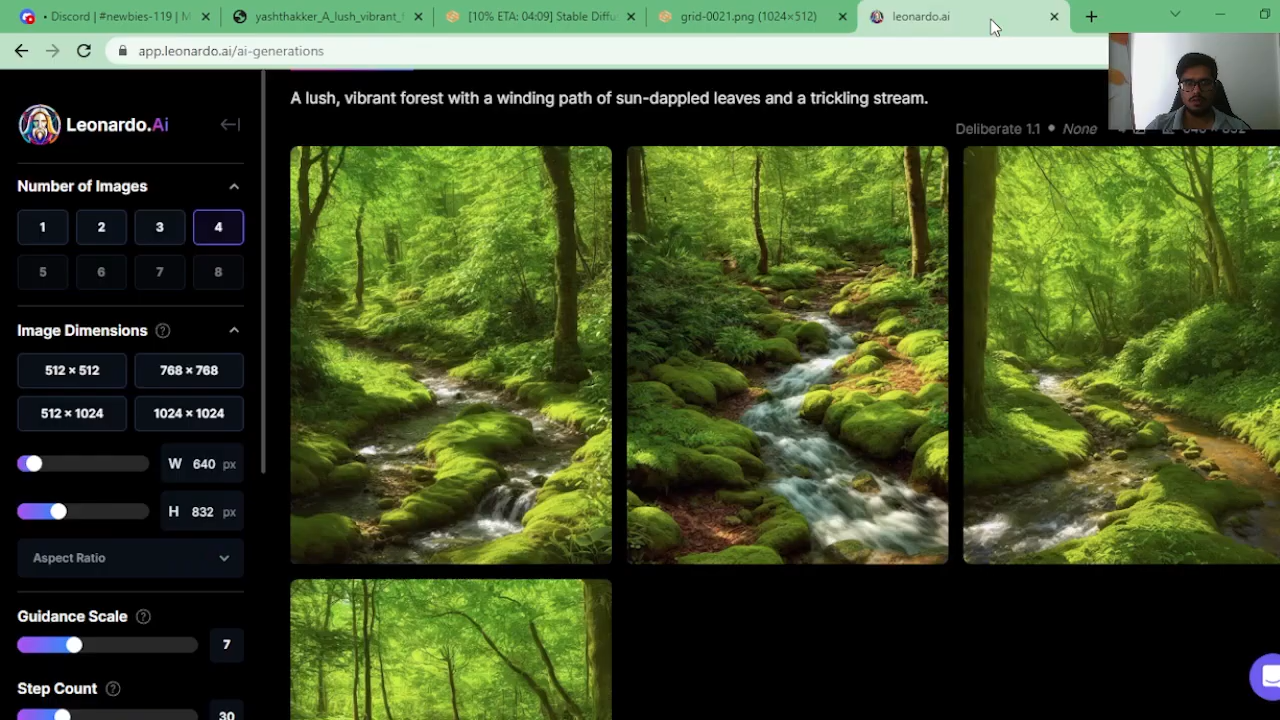 • Discord | #newbies-119 | M
yashthakker_A_lush_vibrant_f
[10% ETA: 04:09] Stable Diffu
grid-0021.png (1024×512)
leonardo.ai
app.leonardo.ai/ai-generations
Leonardo.Ai
A lush, vibrant forest with a winding path of sun-dappled leaves and a trickling stream.
Deliberate 1.1 • None
Number of Images
1 2 3 4
5 6 7 8
Image Dimensions ?
512 × 512 768 × 768
512 × 1024 1024 × 1024
W 640 px
H 832 px
Aspect Ratio
Guidance Scale ?
7
Step Count ?
30